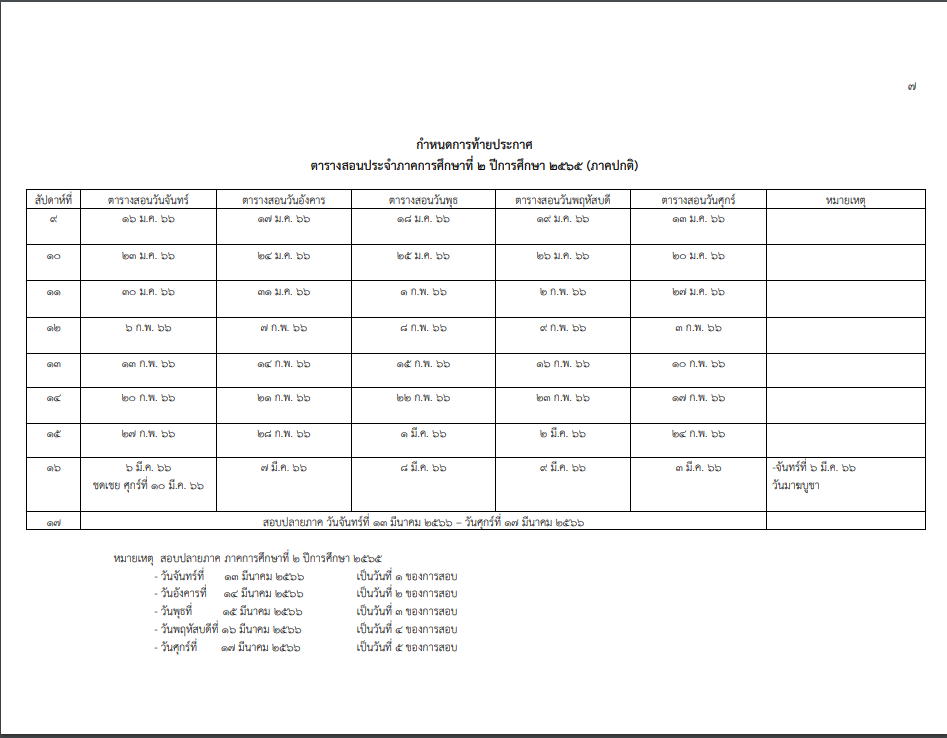 ๗
กำหนดการท้ายประกาศ
ตารางสอนประจำภาคการศึกษาที่ ๒ ปีการศึกษา ๒๕๖๕ (ภาคปกติ)
สัปดาห์ที่ ตารางสอนวันจันทร์ ตารางสอนวันอังคาร ตารางสอนวันพุธ ตารางสอนวันพฤหัสบดี ตารางสอนวันศุกร์ หมายเหตุ
๙ ๑๖ ม.ค. ๖๖ ๑๗ ม.ค. ๖๖ ๑๘ ม.ค. ๖๖ ๑๙ ม.ค. ๖๖ ๑๓ ม.ค. ๖๖
๑๐ ๒๓ ม.ค. ๖๖ ๒๔ ม.ค. ๖๖ ๒๕ ม.ค. ๖๖ ๒๖ ม.ค. ๖๖ ๒๐ ม.ค. ๖๖
๑๑ ๓๐ ม.ค. ๖๖ ๓๑ ม.ค. ๖๖ ๑ ก.พ. ๖๖ ๒ ก.พ. ๖๖ ๒๗ ม.ค. ๖๖
๑๒ ๖ ก.พ. ๖๖ ๗ ก.พ. ๖๖ ๘ ก.พ. ๖๖ ๙ ก.พ. ๖๖ ๓ ก.พ. ๖๖
๑๓ ๑๓ ก.พ. ๖๖ ๑๔ ก.พ. ๖๖ ๑๕ ก.พ. ๖๖ ๑๖ ก.พ. ๖๖ ๑๐ ก.พ. ๖๖
๑๔ ๒๐ ก.พ. ๖๖ ๒๑ ก.พ. ๖๖ ๒๒ ก.พ. ๖๖ ๒๓ ก.พ. ๖๖ ๑๗ ก.พ. ๖๖
๑๕ ๒๗ ก.พ. ๖๖ ๒๘ ก.พ. ๖๖ ๑ มี.ค. ๖๖ ๒ มี.ค. ๖๖ ๒๔ ก.พ. ๖๖
๑๖ ๖ มี.ค. ๖๖ ๗ มี.ค. ๖๖ ๘ มี.ค. ๖๖ ๙ มี.ค. ๖๖ ๓ มี.ค. ๖๖ -จันทร์ที่ ๖ มี.ค. ๖๖
ชดเชย ศุกร์ที่ ๑๐ มี.ค. ๖๖ วันมาฆบูชา
๑๗ สอบปลายภาค วันจันทร์ที่ ๑๓ มีนาคม ๒๕๖๖ – วันศุกร์ที่ ๑๗ มีนาคม ๒๕๖๖
หมายเหตุ สอบปลายภาค ภาคการศึกษาที่ ๒ ปีการศึกษา ๒๕๖๕
- วันจันทร์ที่ ๑๓ มีนาคม ๒๕๖๖ เป็นวันที่ ๑ ของการสอบ
- วันอังคารที่ ๑๔ มีนาคม ๒๕๖๖ เป็นวันที่ ๒ ของการสอบ
- วันพุธที่ ๑๕ มีนาคม ๒๕๖๖ เป็นวันที่ ๓ ของการสอบ
- วันพฤหัสบดีที่ ๑๖ มีนาคม ๒๕๖๖ เป็นวันที่ ๔ ของการสอบ
- วันศุกร์ที่ ๑๗ มีนาคม ๒๕๖๖ เป็นวันที่ ๕ ของการสอบ